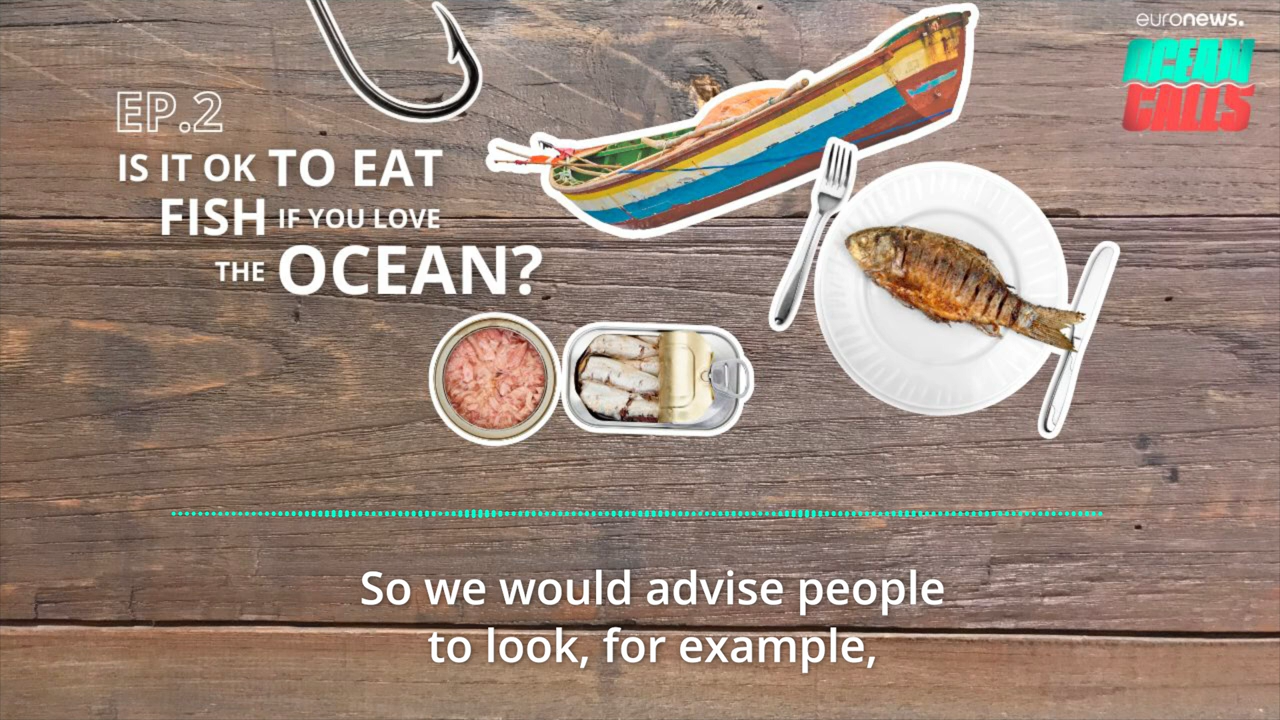 euronews.
OCEAN
CALLS
EP.2
IS IT OK TO EAT
FISH IF YOU LOVE
THE OCEAN?
So we would advise people
to look, for example,